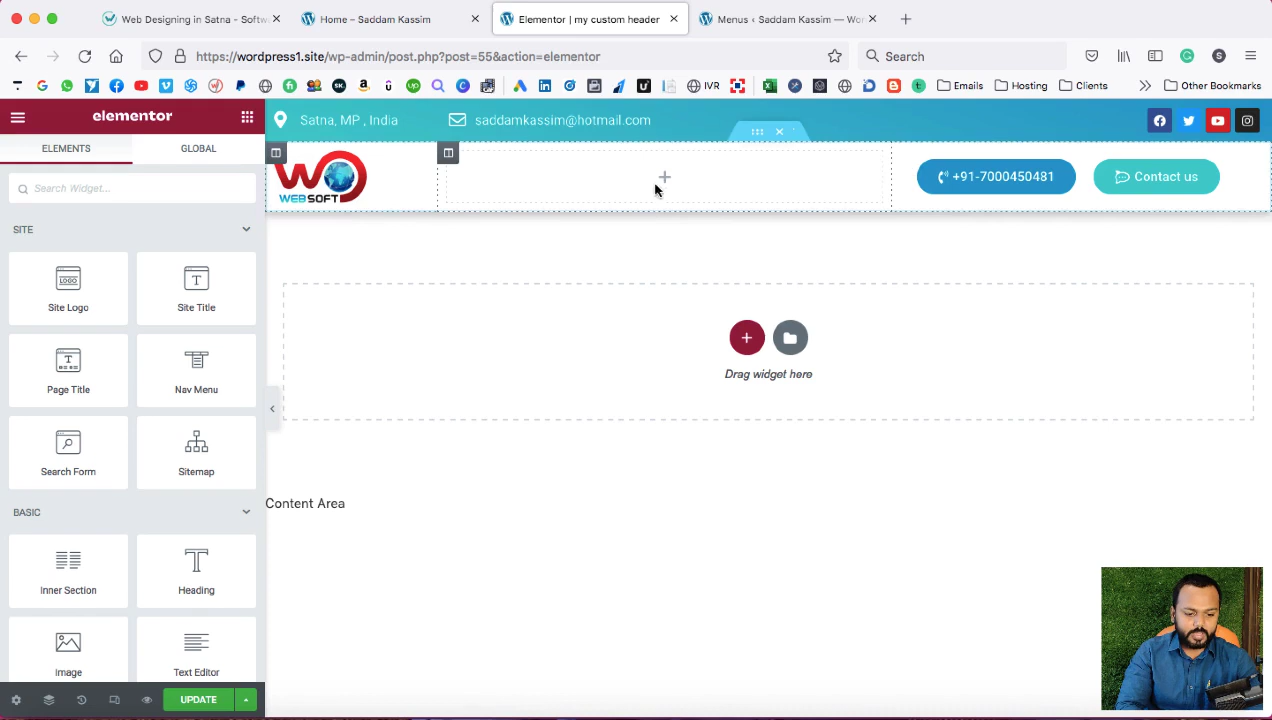 Web Designing in Satna - Softw
Home – Saddam Kassim
Elementor | my custom header
Menus ‹ Saddam Kassim — Wor
https://wordpress1.site/wp-admin/post.php?post=55&action=elementor
Search
IVR
Emails
Hosting
Clients
Other Bookmarks
elementor
ELEMENTS
GLOBAL
Search Widget...
SITE
Site Logo
Site Title
Page Title
Nav Menu
Search Form
Sitemap
BASIC
Inner Section
Heading
Image
Text Editor
UPDATE
Satna, MP , India
saddamkassim@hotmail.com
WEBSOFT
+91-7000450481
Contact us
Drag widget here
Content Area